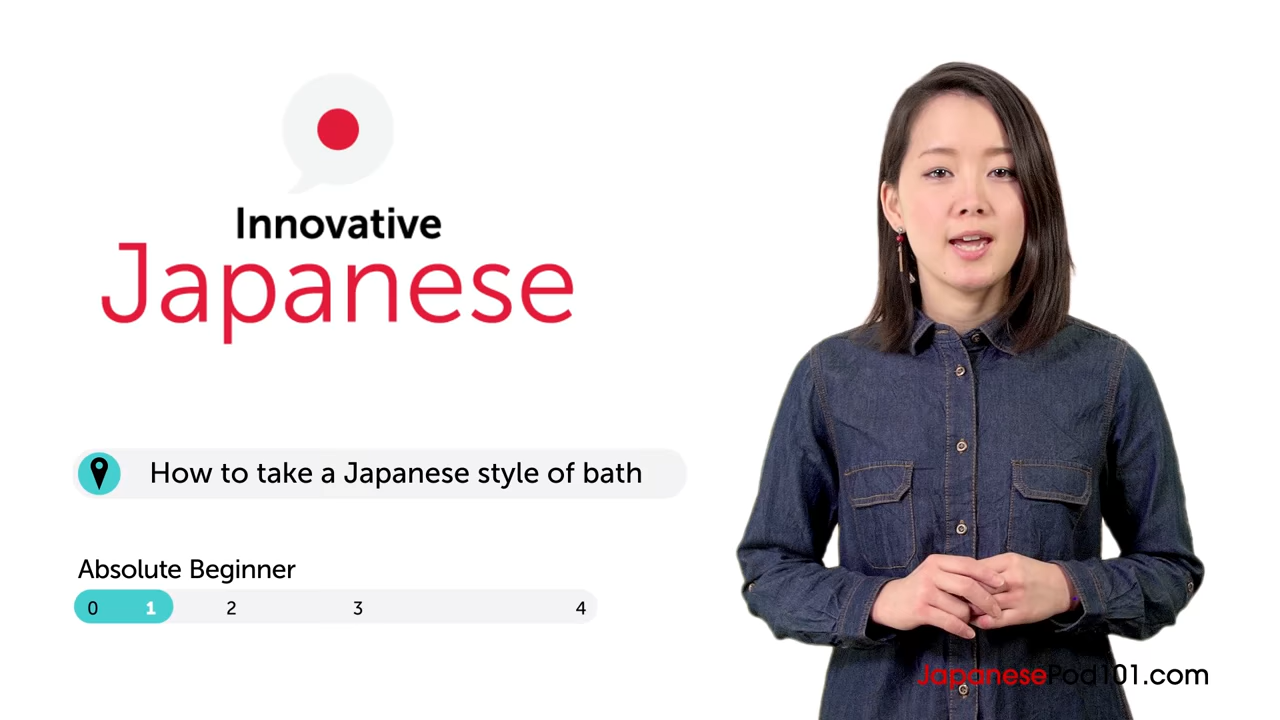 Innovative
Japanese
How to take a Japanese style of bath
Absolute Beginner
0 1 2 3 4
JapanesePod101.com